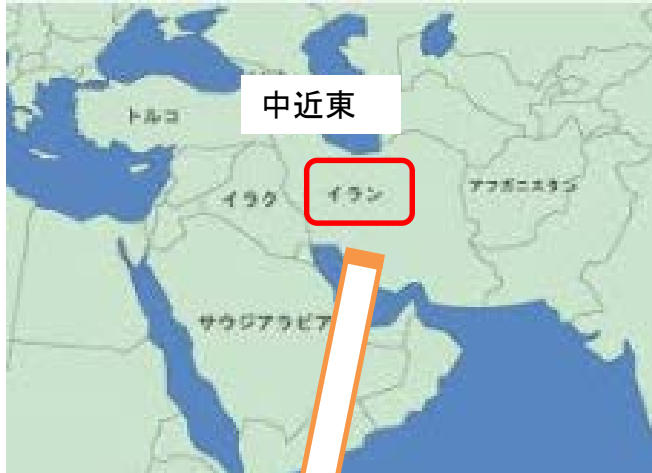 中近東
トルコ
イラク
イラン
アフガニスタン
サウジアラビア